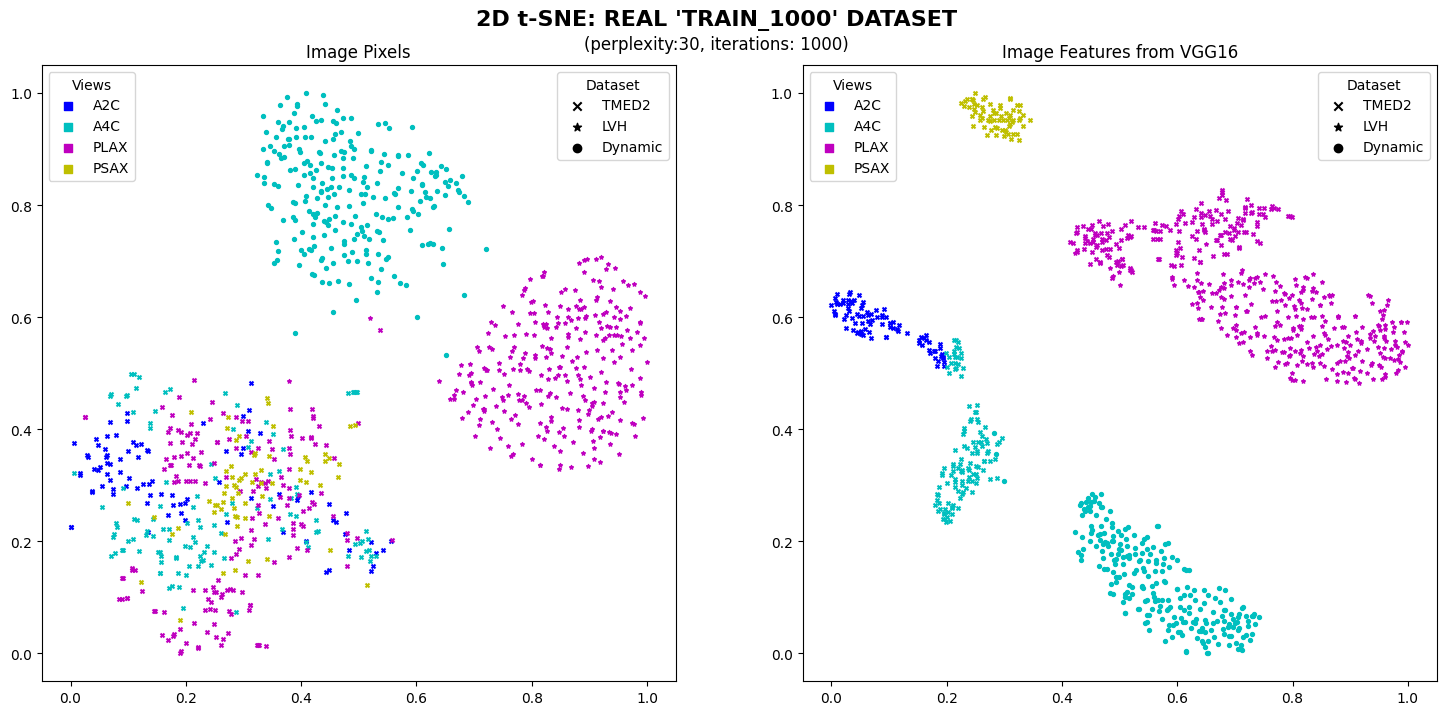 2D t-SNE: REAL 'TRAIN_1000' DATASET
(perplexity:30, iterations: 1000)
Image Pixels
Views
A2C
A4C
PLAX
PSAX
Dataset
TMED2
LVH
Dynamic
1.0
0.8
0.6
0.4
0.2
0.0
0.0 0.2 0.4 0.6 0.8 1.0
Image Features from VGG16
Views
A2C
A4C
PLAX
PSAX
Dataset
TMED2
LVH
Dynamic
1.0
0.8
0.6
0.4
0.2
0.0
0.0 0.2 0.4 0.6 0.8 1.0